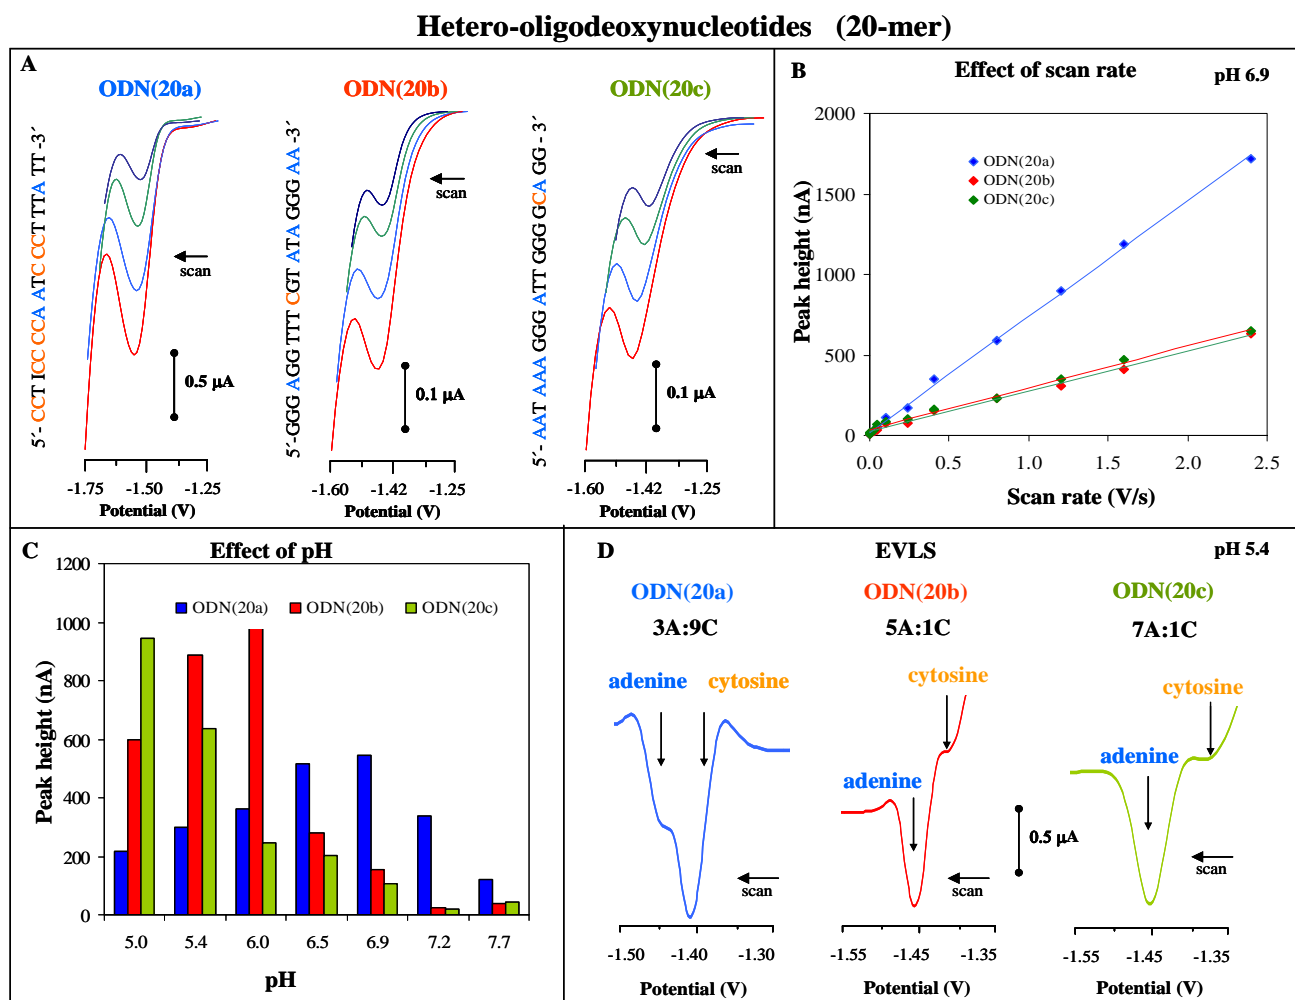 Hetero-oligodeoxynucleotides (20-mer)
A
ODN(20a)
ODN(20b)
ODN(20c)
5´- CCT ICCC CCA ATC CCT TTA TT -3´
5´-GGG AGG TTT CGT ATA GGG AA -3´
5´- AAT AAA GGG ATT GGGG CA GG - 3´
scan
scan
scan
0.5 µA
0.1 µA
0.1 µA
-1.75 -1.50 -1.25
-1.60 -1.42 -1.25
-1.60 -1.42 -1.25
Potential (V)
Potential (V)
Potential (V)
B
Effect of scan rate
pH 6.9
Peak height (nA)
2000
1500
1000
500
0
ODN(20a)
ODN(20b)
ODN(20c)
0.0 0.5 1.0 1.5 2.0 2.5
Scan rate (V/s)
C
Effect of pH
Peak height (nA)
1200
1000
800
600
400
200
0
ODN(20a) ODN(20b) ODN(20c)
5.0 5.4 6.0 6.5 6.9 7.2 7.7
pH
D
EVLS
pH 5.4
ODN(20a)
3A:9C
adenine
cytosine
scan
-1.50 -1.40 -1.30
Potential (V)
ODN(20b)
5A:1C
cytosine
adenine
scan
0.5 µA
-1.55 -1.45 -1.35
Potential (V)
ODN(20c)
7A:1C
cytosine
adenine
scan
-1.55 -1.45 -1.35
Potential (V)